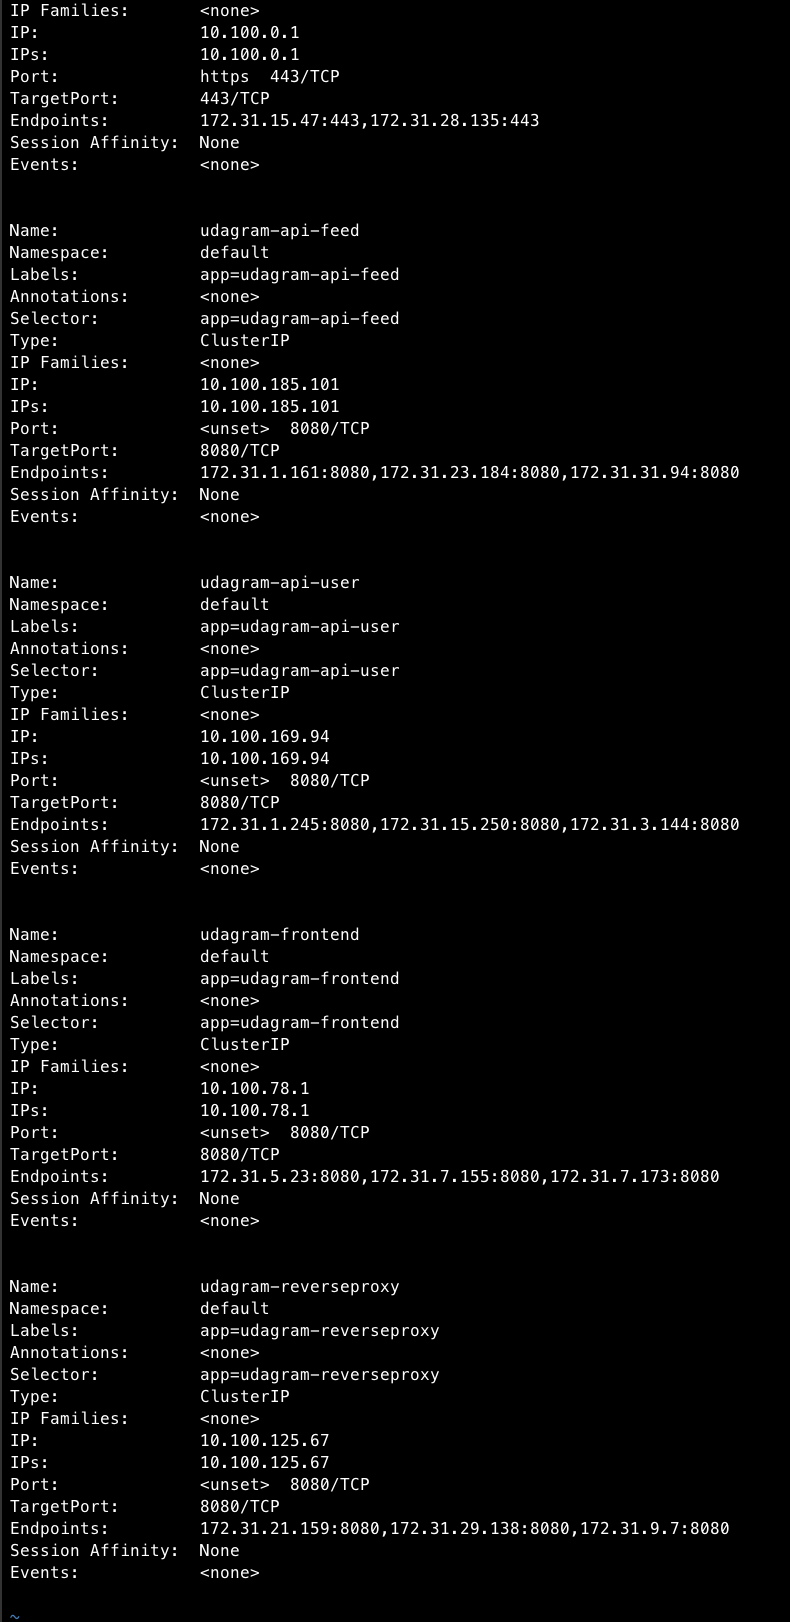 IP Families:       <none>
IP:                10.100.0.1
IPs:               10.100.0.1
Port:              https  443/TCP
TargetPort:        443/TCP
Endpoints:         172.31.15.47:443,172.31.28.135:443
Session Affinity:  None
Events:            <none>

Name:              udagram-api-feed
Namespace:         default
Labels:            app=udagram-api-feed
Annotations:       <none>
Selector:          app=udagram-api-feed
Type:              ClusterIP
IP Families:       <none>
IP:                10.100.185.101
IPs:               10.100.185.101
Port:              <unset>  8080/TCP
TargetPort:        8080/TCP
Endpoints:         172.31.1.161:8080,172.31.23.184:8080,172.31.31.94:8080
Session Affinity:  None
Events:            <none>

Name:              udagram-api-user
Namespace:         default
Labels:            app=udagram-api-user
Annotations:       <none>
Selector:          app=udagram-api-user
Type:              ClusterIP
IP Families:       <none>
IP:                10.100.169.94
IPs:               10.100.169.94
Port:              <unset>  8080/TCP
TargetPort:        8080/TCP
Endpoints:         172.31.1.245:8080,172.31.15.250:8080,172.31.3.144:8080
Session Affinity:  None
Events:            <none>

Name:              udagram-frontend
Namespace:         default
Labels:            app=udagram-frontend
Annotations:       <none>
Selector:          app=udagram-frontend
Type:              ClusterIP
IP Families:       <none>
IP:                10.100.78.1
IPs:               10.100.78.1
Port:              <unset>  8080/TCP
TargetPort:        8080/TCP
Endpoints:         172.31.5.23:8080,172.31.7.155:8080,172.31.7.173:8080
Session Affinity:  None
Events:            <none>

Name:              udagram-reverseproxy
Namespace:         default
Labels:            app=udagram-reverseproxy
Annotations:       <none>
Selector:          app=udagram-reverseproxy
Type:              ClusterIP
IP Families:       <none>
IP:                10.100.125.67
IPs:               10.100.125.67
Port:              <unset>  8080/TCP
TargetPort:        8080/TCP
Endpoints:         172.31.21.159:8080,172.31.29.138:8080,172.31.9.7:8080
Session Affinity:  None
Events:            <none>

~